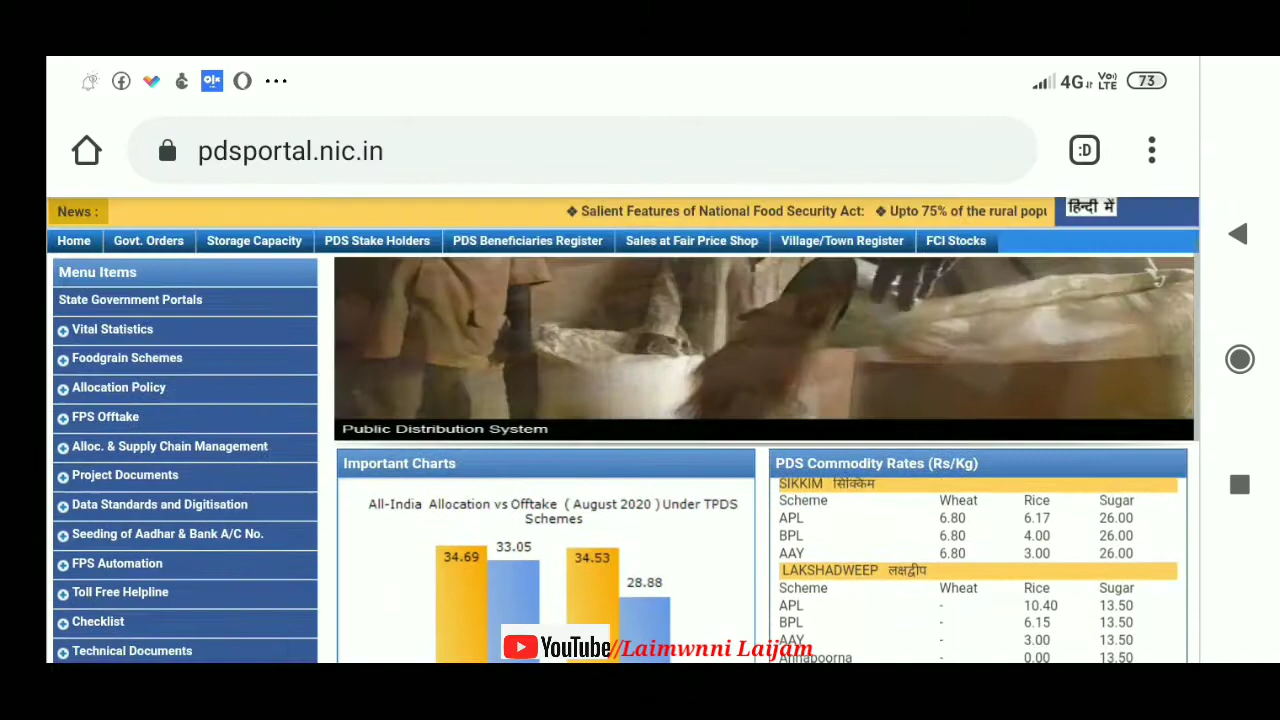 4G
Vo))
LTE
73
pdsportal.nic.in
:D
News :
❖ Salient Features of National Food Security Act: ❖ Upto 75% of the rural popu
हिन्दी में
Home
Govt. Orders
Storage Capacity
PDS Stake Holders
PDS Beneficiaries Register
Sales at Fair Price Shop
Village/Town Register
FCI Stocks
Menu Items
State Government Portals
Vital Statistics
Foodgrain Schemes
Allocation Policy
FPS Offtake
Alloc. & Supply Chain Management
Project Documents
Data Standards and Digitisation
Seeding of Aadhar & Bank A/C No.
FPS Automation
Toll Free Helpline
Checklist
Technical Documents
Public Distribution System
Important Charts
All-India Allocation vs Offtake ( August 2020 ) Under TPDS
Schemes
34.69
33.05
34.53
28.88
PDS Commodity Rates (Rs/Kg)
SIKKIM सिक्किम
Scheme Wheat Rice Sugar
APL 6.80 6.17 26.00
BPL 6.80 4.00 26.00
AAY 6.80 3.00 26.00
LAKSHADWEEP लक्षद्वीप
Scheme Wheat Rice Sugar
APL - 10.40 13.50
BPL - 6.15 13.50
AAY - 3.00 13.50
Annapoorna - 0.00 13.50
YouTube//Laimwnni Laijam